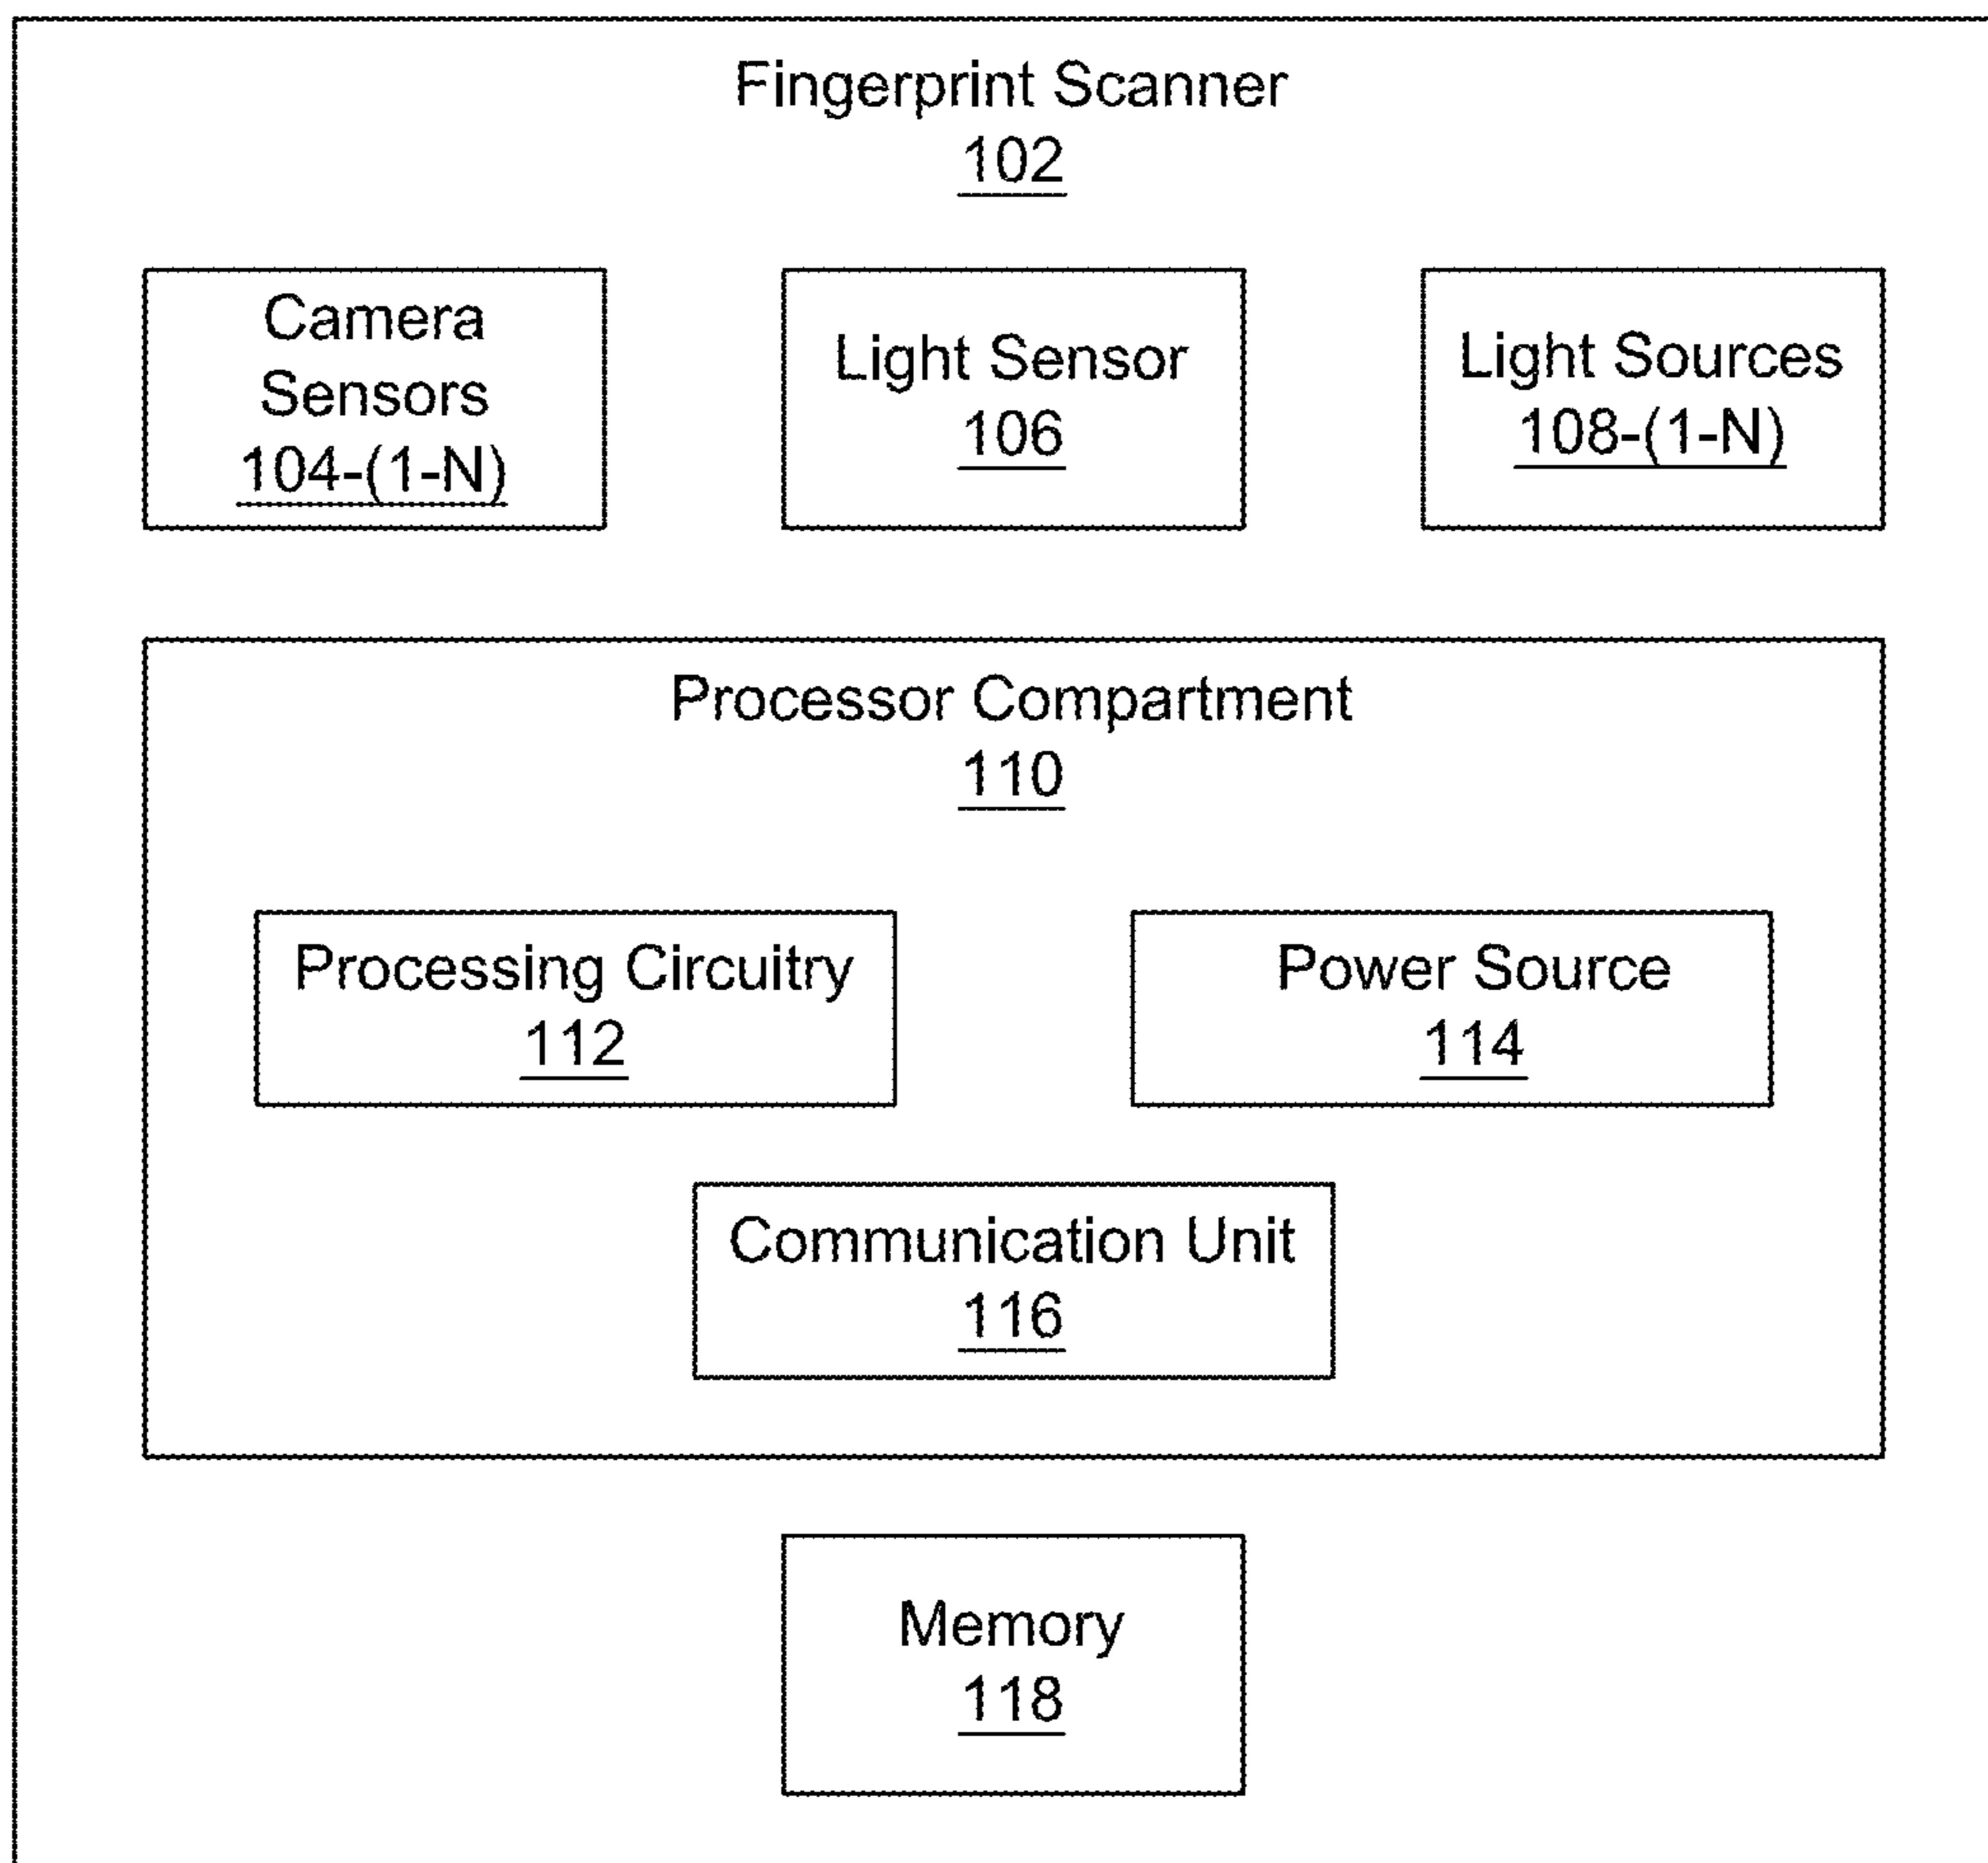 Fingerprint Scanner
102
Camera
Sensors
104-(1-N)
Light Sensor
106
Light Sources
108-(1-N)
Processor Compartment
110
Processing Circuitry
112
Power Source
114
Communication Unit
116
Memory
118